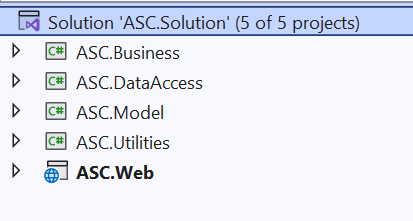 Solution 'ASC.Solution' (5 of 5 projects)
C# ASC.Business
C# ASC.DataAccess
C# ASC.Model
C# ASC.Utilities
ASC.Web